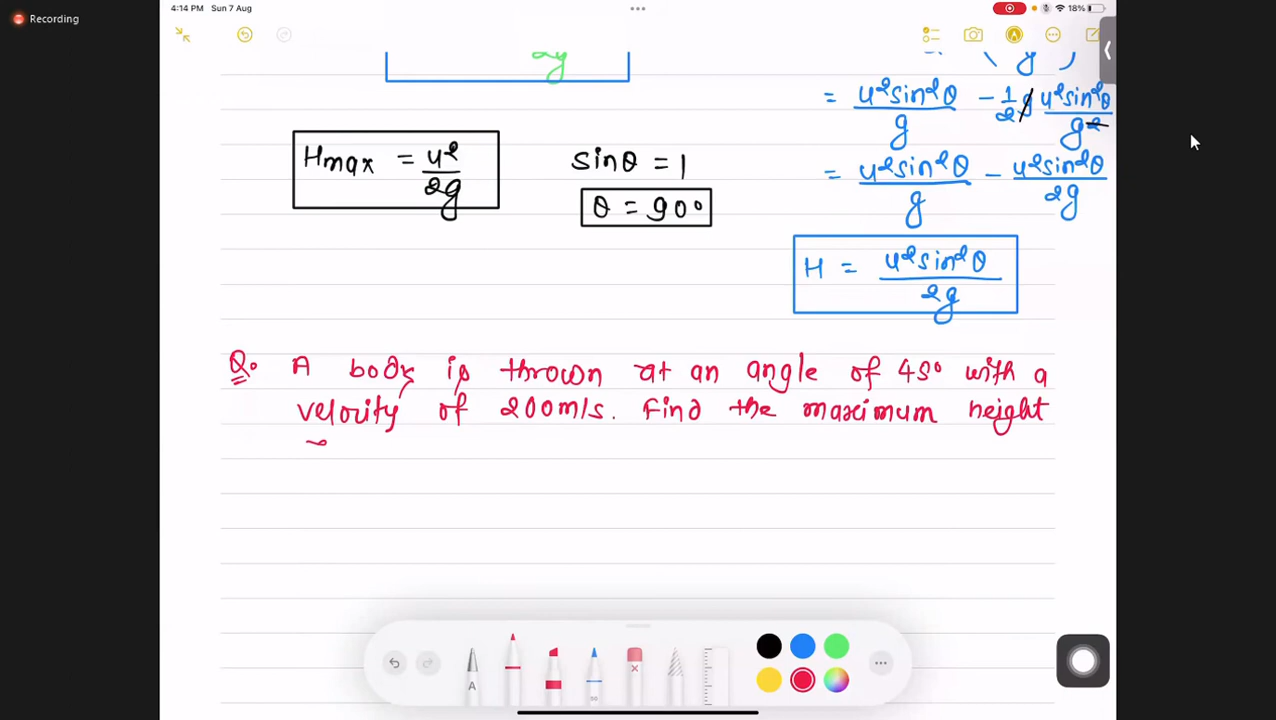 Recording
4:14 PM Sun 7 Aug
18%
2g
= u²sin²θ/g - 1/2 g u²sin²θ/g²
= u²sin²θ/g - u²sin²θ/2g
Hmax = u²/2g
sinθ = 1
θ = 90°
H = u²sin²θ/2g
Q. A body is thrown at an angle of 45° with a
velocity of 200m/s. Find the maximum height
A
50